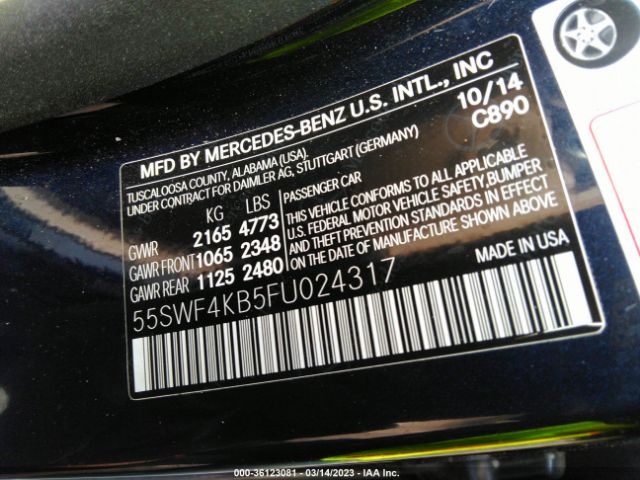 MFD BY MERCEDES-BENZ U.S. INTL., INC
TUSCALOOSA COUNTY, ALABAMA (USA).
UNDER CONTRACT FOR DAIMLER AG, STUTTGART (GERMANY)
10/14
C890
KG LBS
GVWR 2165 4773
GAWR FRONT 1065 2348
GAWR REAR 1125 2480
PASSENGER CAR
THIS VEHICLE CONFORMS TO ALL APPLICABLE
U.S. FEDERAL MOTOR VEHICLE SAFETY, BUMPER
AND THEFT PREVENTION STANDARDS IN EFFECT
ON THE DATE OF MANUFACTURE SHOWN ABOVE
MADE IN USA
55SWF4KB5FU024317
000-36123081 - 03/14/2023 - IAA Inc.